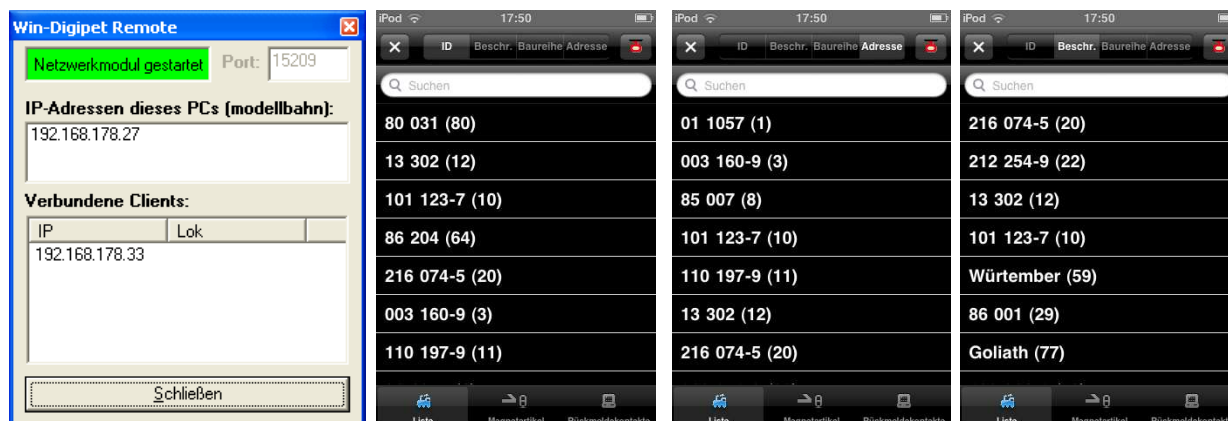 Win-Digipet Remote
Netzwerkmodul gestartet Port: 15209
IP-Adressen dieses PCs (modellbahn):
192.168.178.27
Verbundene Clients:
IP Lok
192.168.178.33
Schließen
iPod 17:50
ID Beschr. Baureihe Adresse
Suchen
80 031 (80)
13 302 (12)
101 123-7 (10)
86 204 (64)
216 074-5 (20)
003 160-9 (3)
110 197-9 (11)
Liste Magnetartikel Rückmeldekontakte
iPod 17:50
ID Beschr. Baureihe Adresse
Suchen
01 1057 (1)
003 160-9 (3)
85 007 (8)
101 123-7 (10)
110 197-9 (11)
13 302 (12)
216 074-5 (20)
Liste Magnetartikel Rückmeldekontakte
iPod 17:50
ID Beschr. Baureihe Adresse
Suchen
216 074-5 (20)
212 254-9 (22)
13 302 (12)
101 123-7 (10)
Würtember (59)
86 001 (29)
Goliath (77)
Liste Magnetartikel Rückmeldekontakte